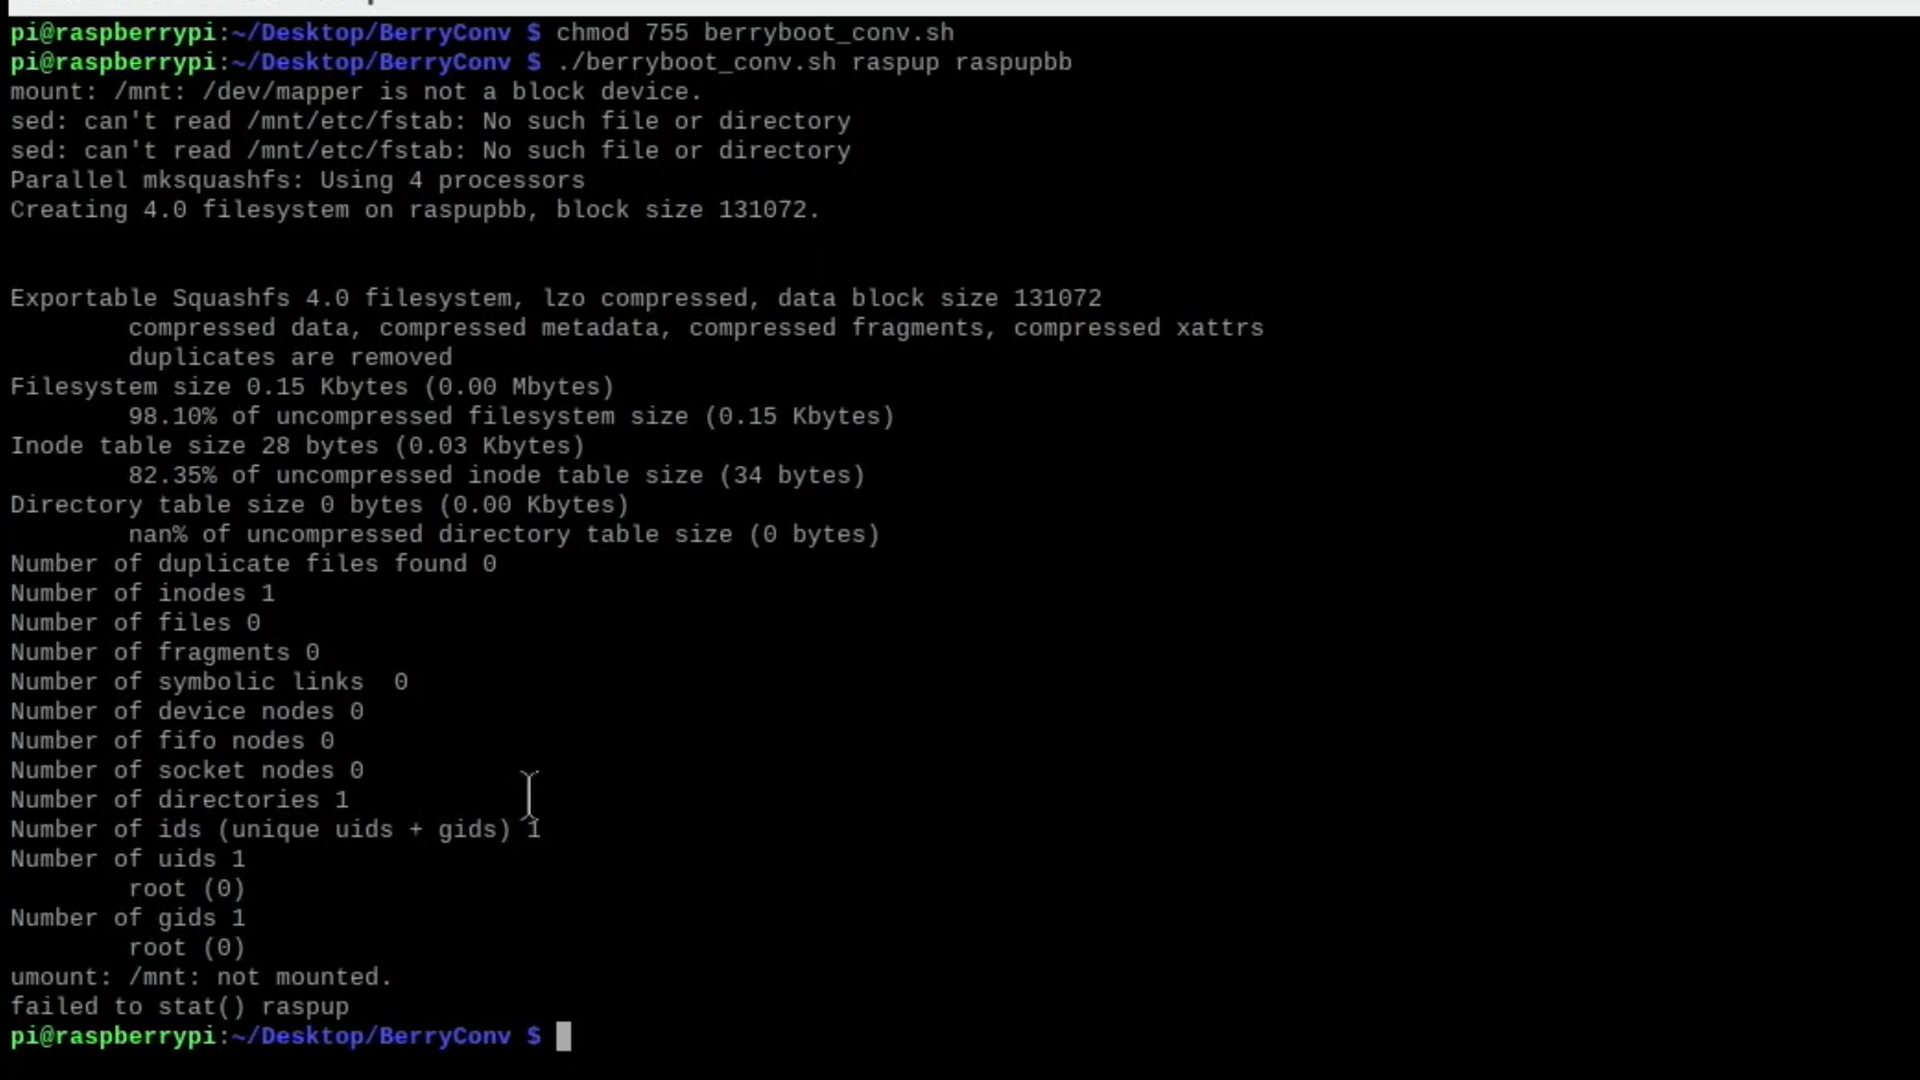 pi@raspberrypi:~/Desktop/BerryConv $ chmod 755 berryboot_conv.sh
pi@raspberrypi:~/Desktop/BerryConv $ ./berryboot_conv.sh raspup raspupbb
mount: /mnt: /dev/mapper is not a block device.
sed: can't read /mnt/etc/fstab: No such file or directory
sed: can't read /mnt/etc/fstab: No such file or directory
Parallel mksquashfs: Using 4 processors
Creating 4.0 filesystem on raspupbb, block size 131072.
Exportable Squashfs 4.0 filesystem, lzo compressed, data block size 131072
compressed data, compressed metadata, compressed fragments, compressed xattrs
duplicates are removed
Filesystem size 0.15 Kbytes (0.00 Mbytes)
98.10% of uncompressed filesystem size (0.15 Kbytes)
Inode table size 28 bytes (0.03 Kbytes)
82.35% of uncompressed inode table size (34 bytes)
Directory table size 0 bytes (0.00 Kbytes)
nan% of uncompressed directory table size (0 bytes)
Number of duplicate files found 0
Number of inodes 1
Number of files 0
Number of fragments 0
Number of symbolic links  0
Number of device nodes 0
Number of fifo nodes 0
Number of socket nodes 0
Number of directories 1
Number of ids (unique uids + gids) 1
Number of uids 1
root (0)
Number of gids 1
root (0)
umount: /mnt: not mounted.
failed to stat() raspup
pi@raspberrypi:~/Desktop/BerryConv $